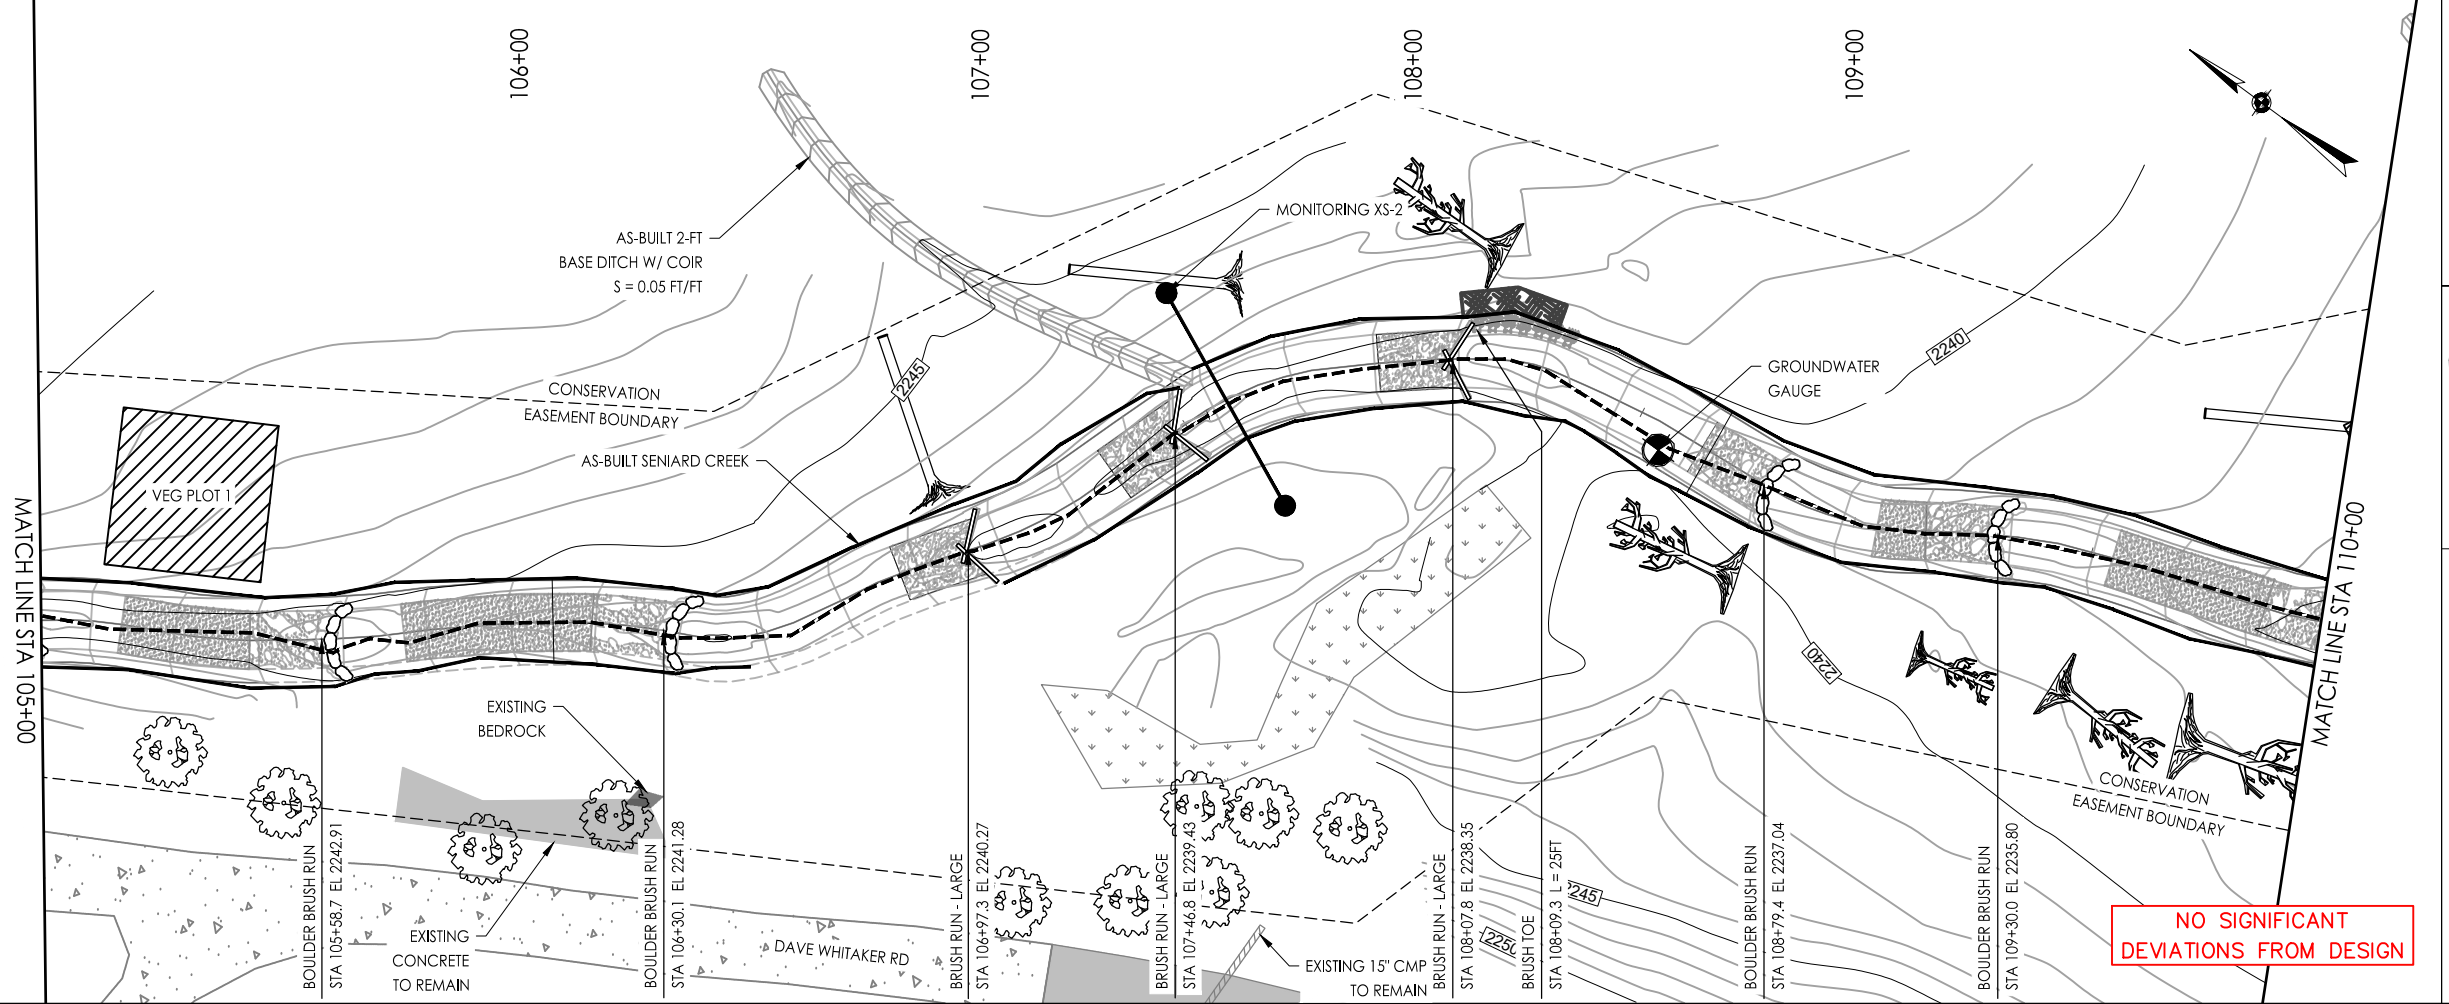 106+00
107+00
108+00
109+00
AS-BUILT 2-FT
BASE DITCH W/ COIR
S = 0.05 FT/FT
MONITORING XS-2
CONSERVATION
EASEMENT BOUNDARY
2245
2240
GROUNDWATER
GAUGE
AS-BUILT SENIARD CREEK
VEG PLOT 1
MATCH LINE STA 105+00
MATCH LINE STA 110+00
EXISTING
BEDROCK
2240
CONSERVATION
EASEMENT BOUNDARY
BOULDER BRUSH RUN
STA 105+58.7 EL 2242.91
EXISTING
CONCRETE
TO REMAIN
BOULDER BRUSH RUN
STA 106+30.1 EL 2241.28
DAVE WHITAKER RD
BRUSH RUN - LARGE
STA 106+97.3 EL 2240.27
BRUSH RUN - LARGE
STA 107+46.8 EL 2239.43
EXISTING 15" CMP
TO REMAIN
BRUSH RUN - LARGE
STA 108+07.8 EL 2238.35
2250
BRUSH TOE
STA 108+09.3 L = 25FT
2245
BOULDER BRUSH RUN
STA 108+79.4 EL 2237.04
BOULDER BRUSH RUN
STA 109+30.0 EL 2235.80
NO SIGNIFICANT
DEVIATIONS FROM DESIGN